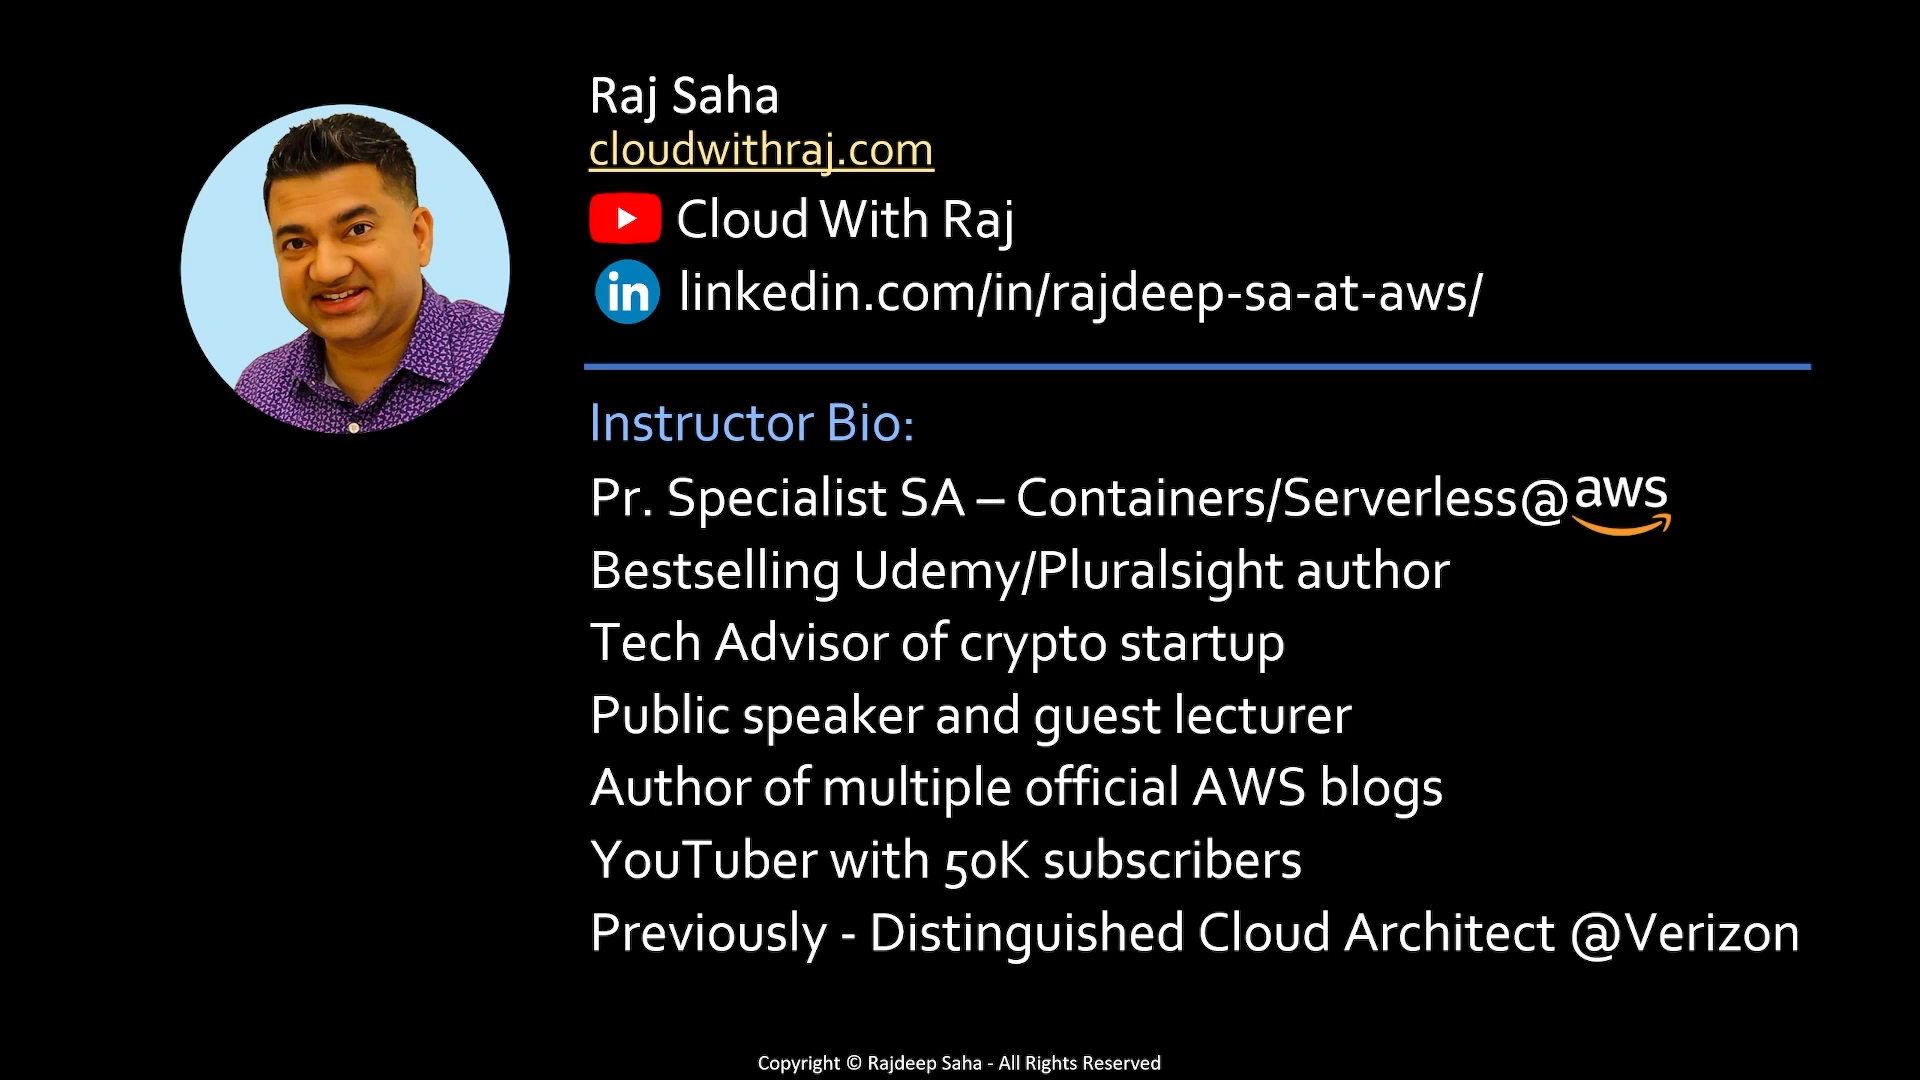 Raj Saha
cloudwithraj.com
Cloud With Raj
in linkedin.com/in/rajdeep-sa-at-aws/
Instructor Bio:
Pr. Specialist SA – Containers/Serverless@aws
Bestselling Udemy/Pluralsight author
Tech Advisor of crypto startup
Public speaker and guest lecturer
Author of multiple official AWS blogs
YouTuber with 50K subscribers
Previously - Distinguished Cloud Architect @Verizon
Copyright © Rajdeep Saha - All Rights Reserved